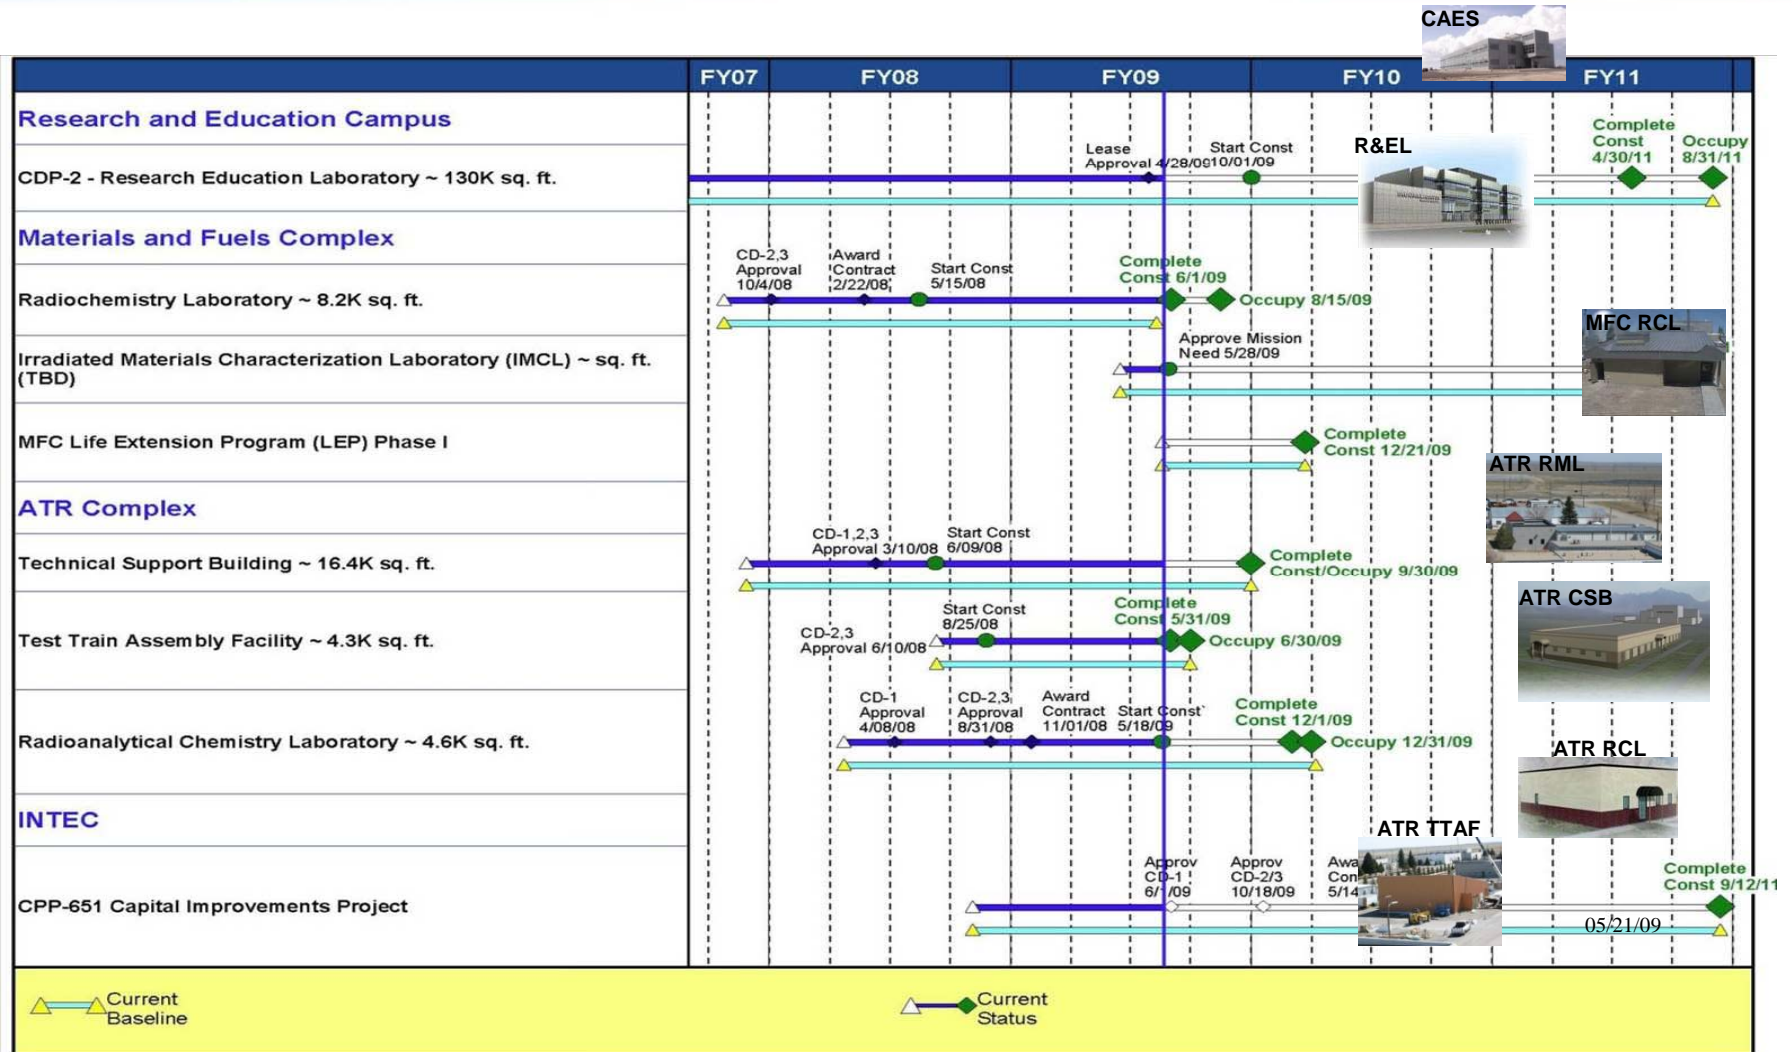 CAES
FY07 FY08 FY09 FY10 FY11
Research and Education Campus
CDP-2 - Research Education Laboratory ~ 130K sq. ft.
Lease
Approval 4/28/09
Start Const
10/01/09
R&EL
Complete
Const
4/30/11
Occupy
8/31/11
Materials and Fuels Complex
Radiochemistry Laboratory ~ 8.2K sq. ft.
CD-2,3
Approval
10/4/08
Award
Contract
2/22/08
Start Const
5/15/08
Complete
Const 6/1/09
Occupy 8/15/09
MFC RCL
Irradiated Materials Characterization Laboratory (IMCL) ~ sq. ft.
(TBD)
Approve Mission
Need 5/28/09
MFC Life Extension Program (LEP) Phase I
Complete
Const 12/21/09
ATR RML
ATR Complex
Technical Support Building ~ 16.4K sq. ft.
CD-1,2,3
Approval 3/10/08
Start Const
6/09/08
Complete
Const/Occupy 9/30/09
ATR CSB
Test Train Assembly Facility ~ 4.3K sq. ft.
CD-2,3
Approval 6/10/08
Start Const
8/25/08
Complete
Const 5/31/09
Occupy 6/30/09
Radioanalytical Chemistry Laboratory ~ 4.6K sq. ft.
CD-1
Approval
4/08/08
CD-2,3
Approval
8/31/08
Award
Contract
11/01/08
Start Const`
5/18/09
Complete
Const 12/1/09
Occupy 12/31/09
ATR RCL
INTEC
ATR TTAF
CPP-651 Capital Improvements Project
Approv
CD-1
6/1/09
Approv
CD-2/3
10/18/09
Awa
Con
5/14
Complete
Const 9/12/11
05/21/09
Current
Baseline
Current
Status